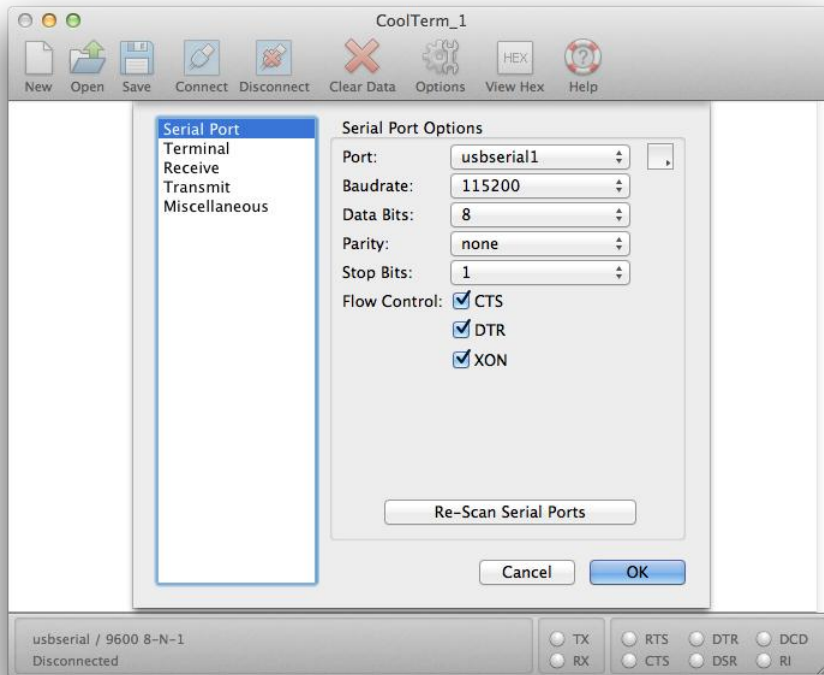 CoolTerm_1
New Open Save Connect Disconnect Clear Data Options View Hex Help
HEX
Serial Port
Terminal
Receive
Transmit
Miscellaneous
Serial Port Options
Port: usbserial1
Baudrate: 115200
Data Bits: 8
Parity: none
Stop Bits: 1
Flow Control: CTS
DTR
XON
Re-Scan Serial Ports
Cancel OK
usbserial / 9600 8-N-1
Disconnected
TX RTS DTR DCD
RX CTS DSR RI